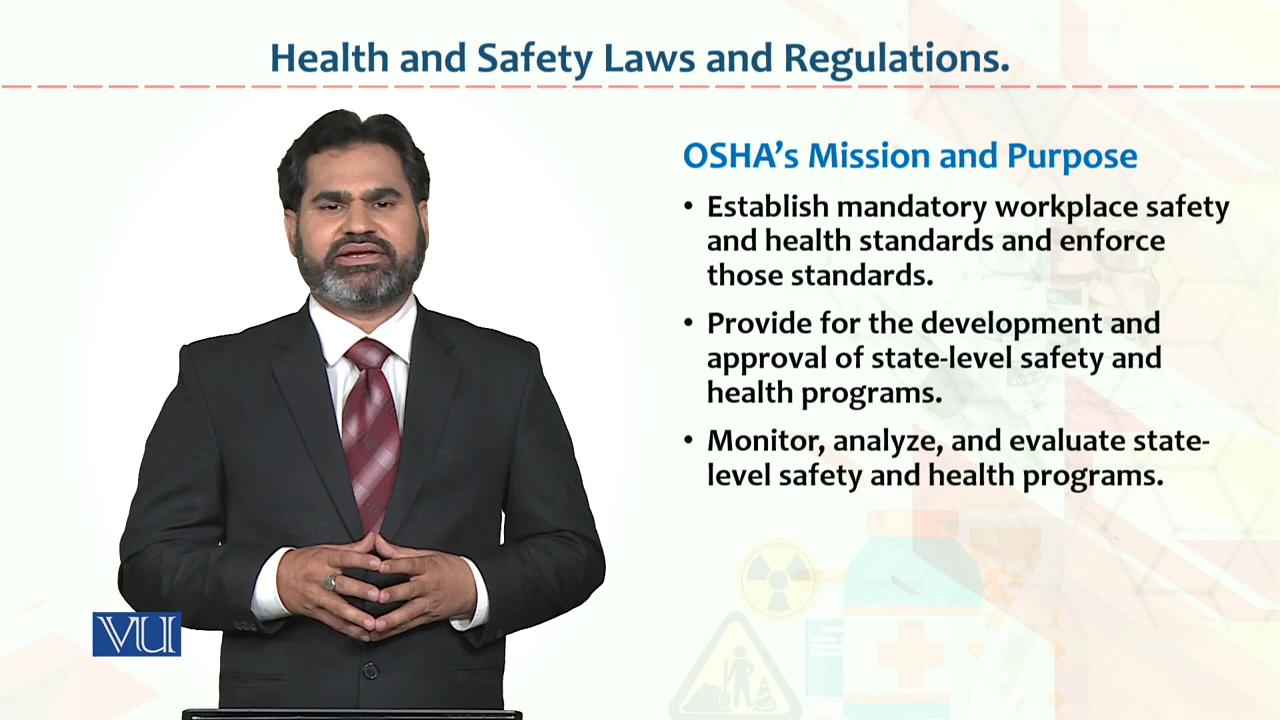 Health and Safety Laws and Regulations.
OSHA’s Mission and Purpose
• Establish mandatory workplace safety
and health standards and enforce
those standards.
• Provide for the development and
approval of state-level safety and
health programs.
• Monitor, analyze, and evaluate state-
level safety and health programs.
VU